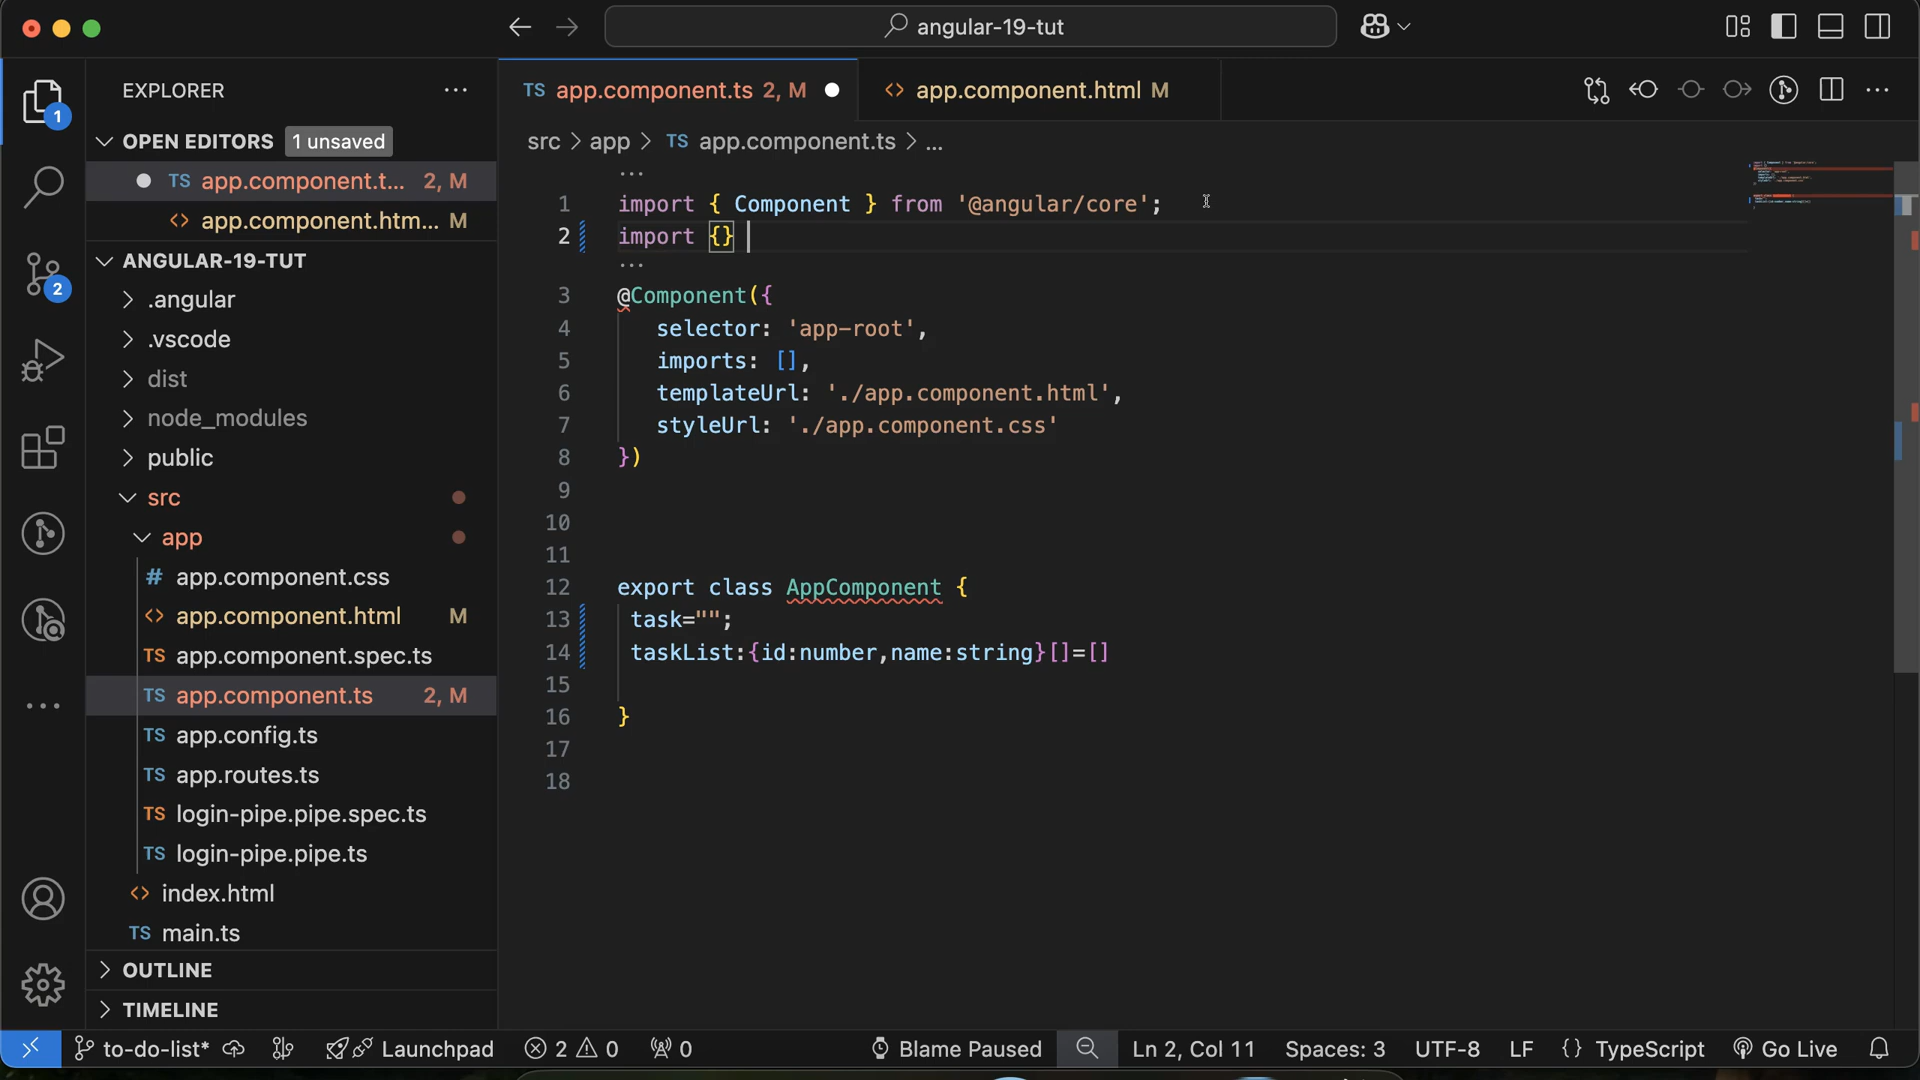 angular-19-tut
EXPLORER
OPEN EDITORS 1 unsaved
TS app.component.t... 2, M
<> app.component.htm... M
ANGULAR-19-TUT
.angular
.vscode
dist
node_modules
public
src
app
# app.component.css
<> app.component.html M
TS app.component.spec.ts
TS app.component.ts 2, M
TS app.config.ts
TS app.routes.ts
TS login-pipe.pipe.spec.ts
TS login-pipe.pipe.ts
<> index.html
TS main.ts
OUTLINE
TIMELINE
1
2
TS app.component.ts 2, M
<> app.component.html M
src > app > TS app.component.ts > ...
...
1 import { Component } from '@angular/core';
2 import {}
...
3 @Component({
4 selector: 'app-root',
5 imports: [],
6 templateUrl: './app.component.html',
7 styleUrl: './app.component.css'
8 })
9
10
11
12 export class AppComponent {
13 task="";
14 taskList:{id:number,name:string}[]=[]
15
16 }
17
18
to-do-list* Launchpad 2 0 0 Blame Paused Ln 2, Col 11 Spaces: 3 UTF-8 LF {} TypeScript Go Live